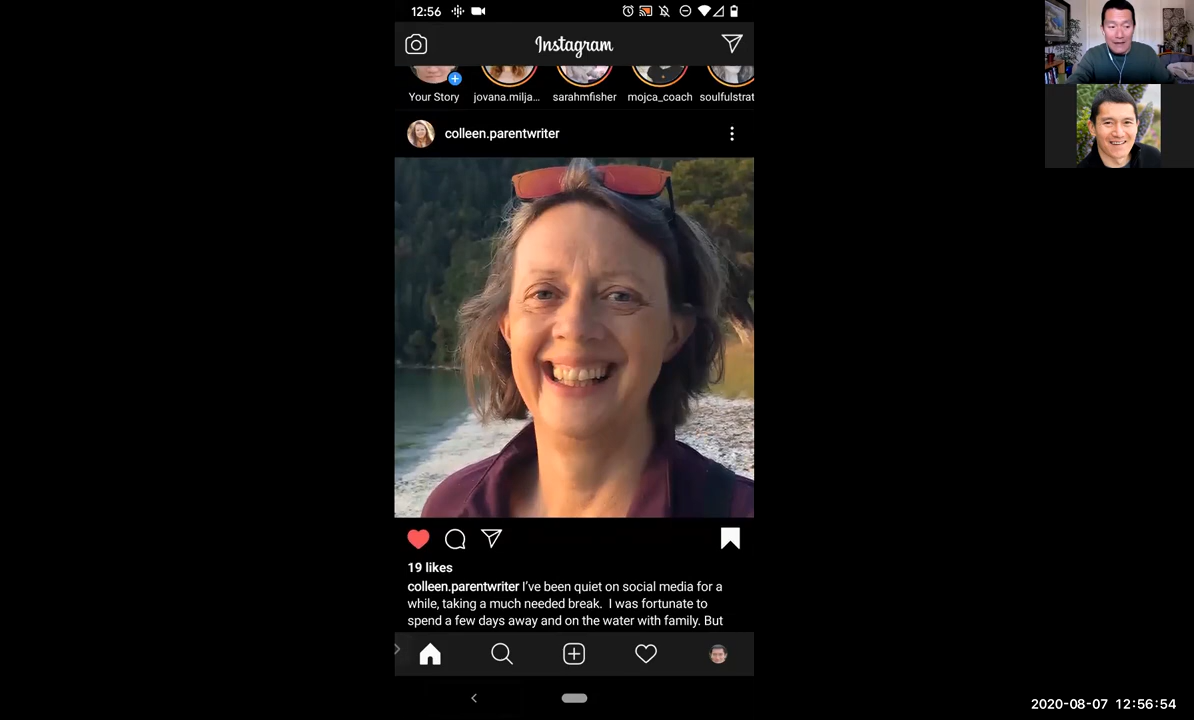 12:56
Instagram
Your Story
jovana.milja...
sarahmfisher
mojca_coach
soulfulstrat
colleen.parentwriter
19 likes
colleen.parentwriter I've been quiet on social media for a
while, taking a much needed break.  I was fortunate to
spend a few days away and on the water with family. But
2020-08-07 12:56:54